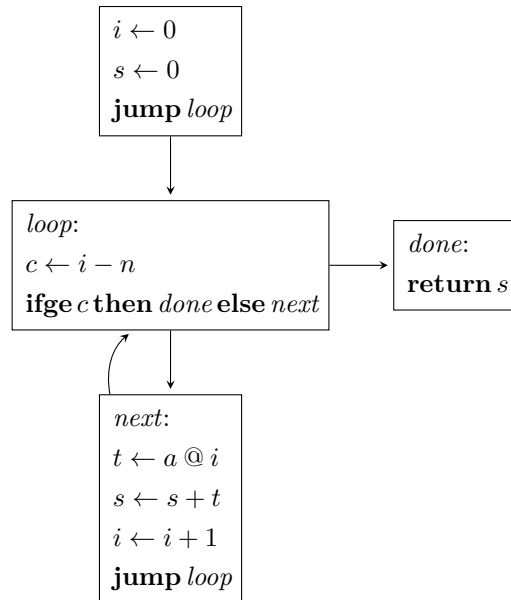 i ← 0
s ← 0
jump loop
loop:
c ← i − n
ifge c then done else next
done:
return s
next:
t ← a @ i
s ← s + t
i ← i + 1
jump loop